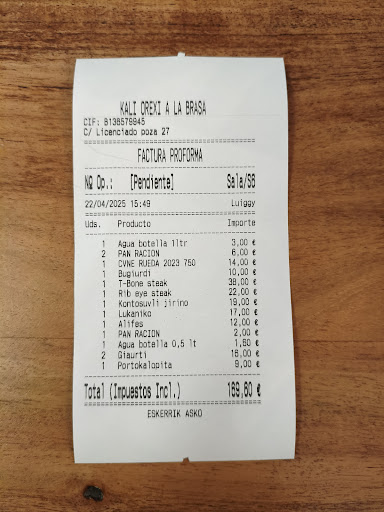 KALI OREXI A LA BRASA
CIF: B138579945
C/ Licenciado poza 27
FACTURA PROFORMA
Nº Op.: [Pendiente] Sala/S6
22/04/2025 15:49 Luiggy
Uds. Producto Importe
1 Agua botella 1ltr 3,00 €
2 PAN RACION 6,00 €
1 CVNE RUEDA 2023 750 14,00 €
1 Bugiurdi 10,00 €
1 T-Bone steak 38,00 €
1 Rib eye steak 22,00 €
1 Kontosuvli jirino 19,00 €
1 Lukaniko 17,00 €
1 Alifes 12,00 €
1 PAN RACION 2,00 €
1 Agua botella 0,5 lt 1,60 €
2 Giaurti 16,00 €
1 Portokalopita 9,00 €
Total (Impuestos Incl.) 169,60 €
ESKERRIK ASKO